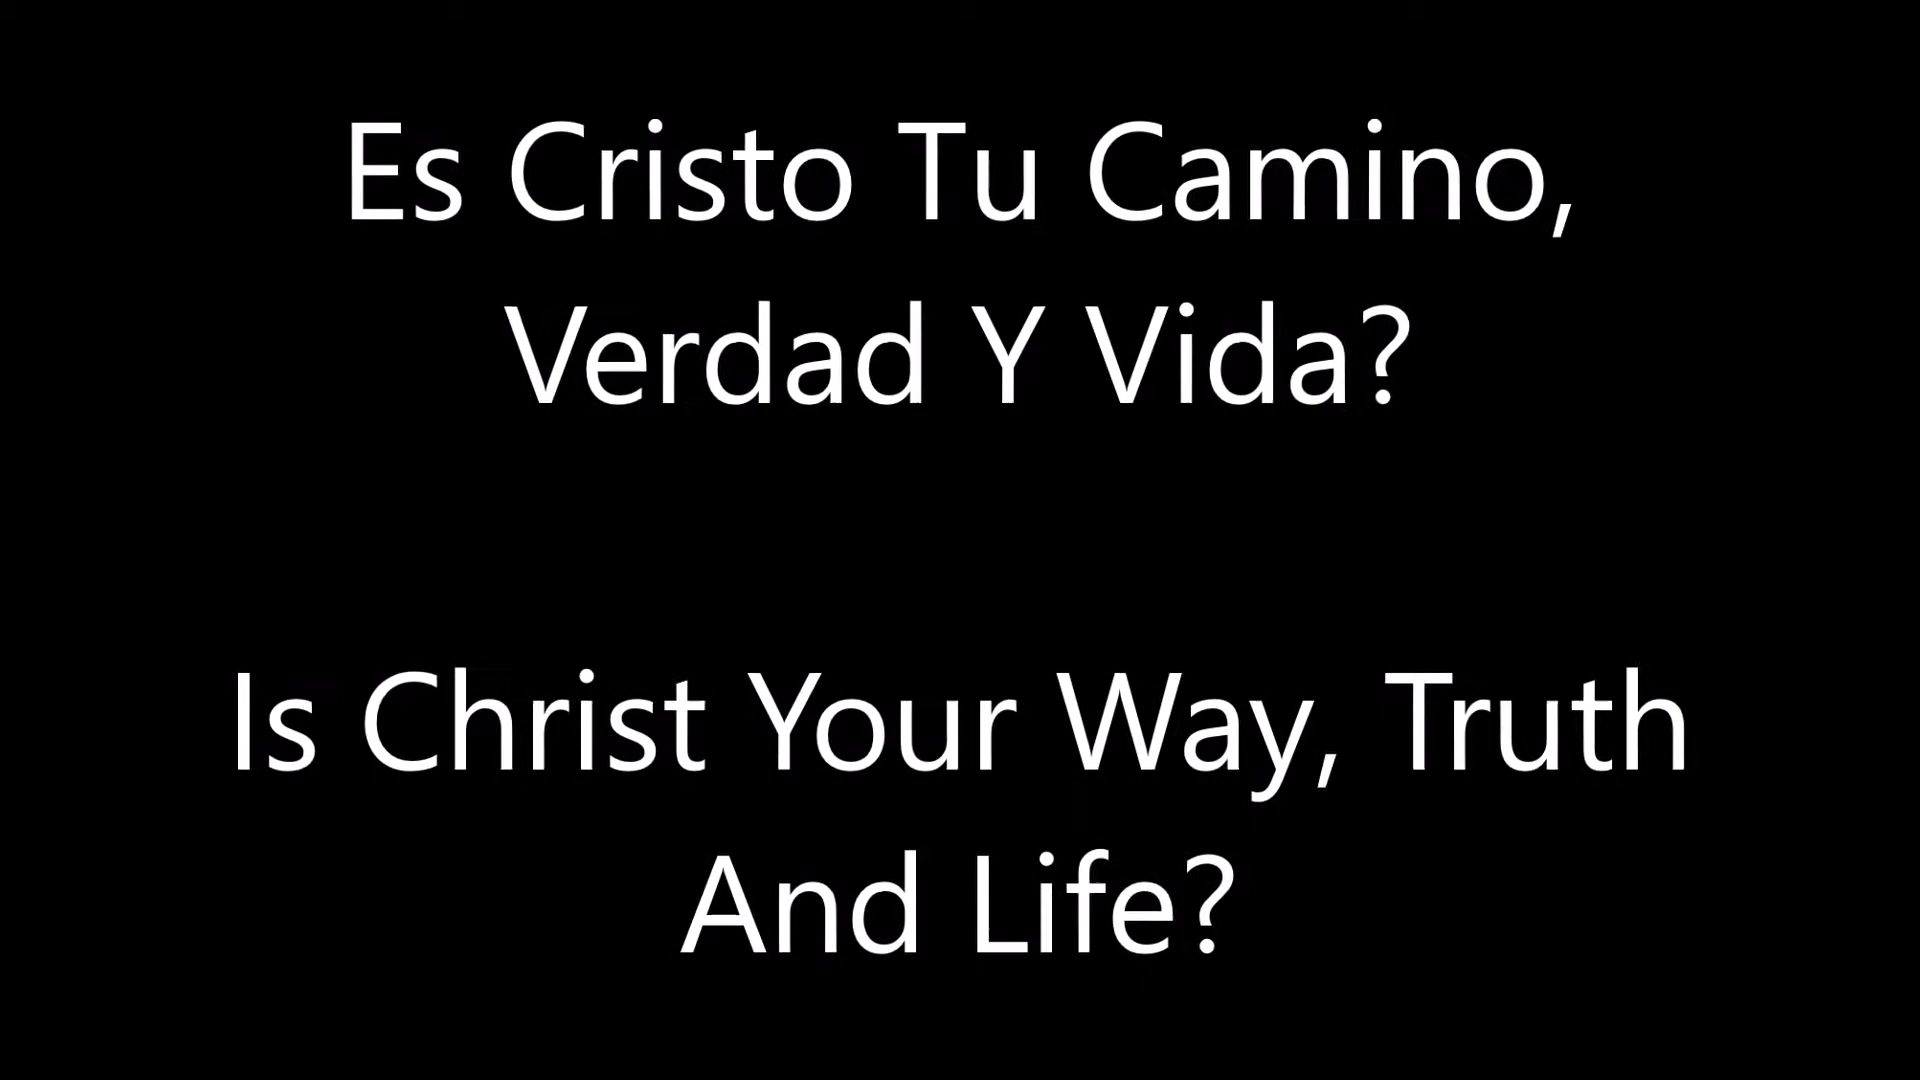 Es Cristo Tu Camino,
Verdad Y Vida?
Is Christ Your Way, Truth
And Life?